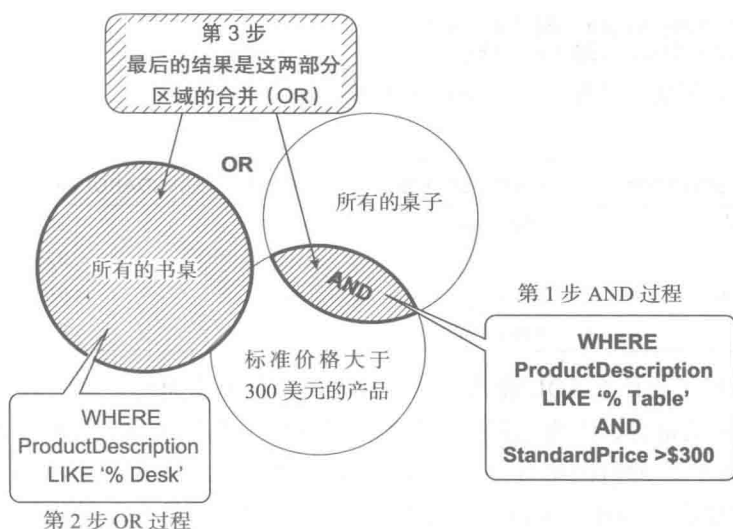 第3步
最后的结果是这两部分
区域的合并（OR）
OR
所有的桌子
所有的书桌
AND
第1步 AND 过程
标准价格大于
300 美元的产品
WHERE
ProductDescription
LIKE ‘% Table’
AND
StandardPrice >$300
WHERE
ProductDescription
LIKE ‘% Desk’
第2步 OR 过程